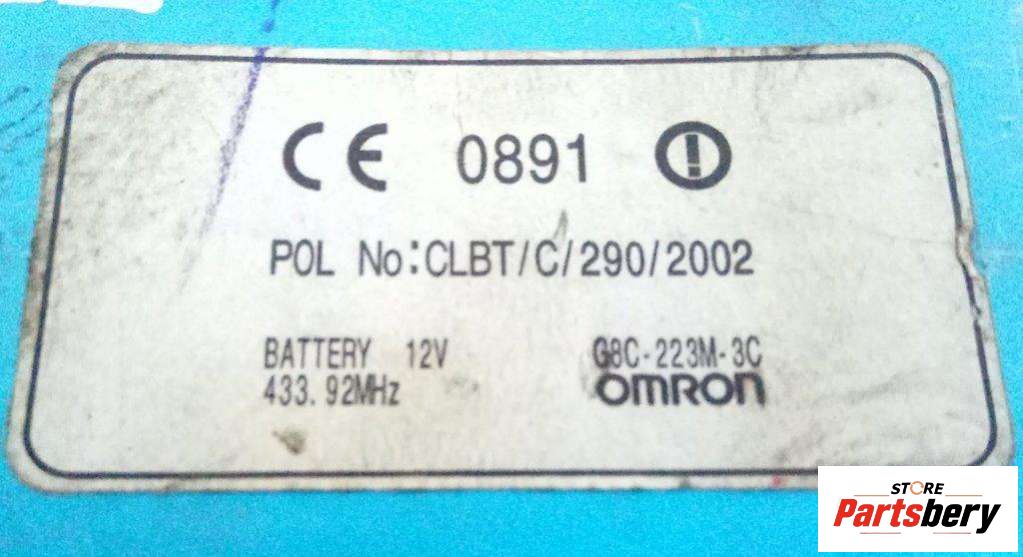 CE 0891
POL No:CLBT/C/290/2002
BATTERY 12V G8C-223M-3C
433.92MHz OMRON
STORE
Partsbery